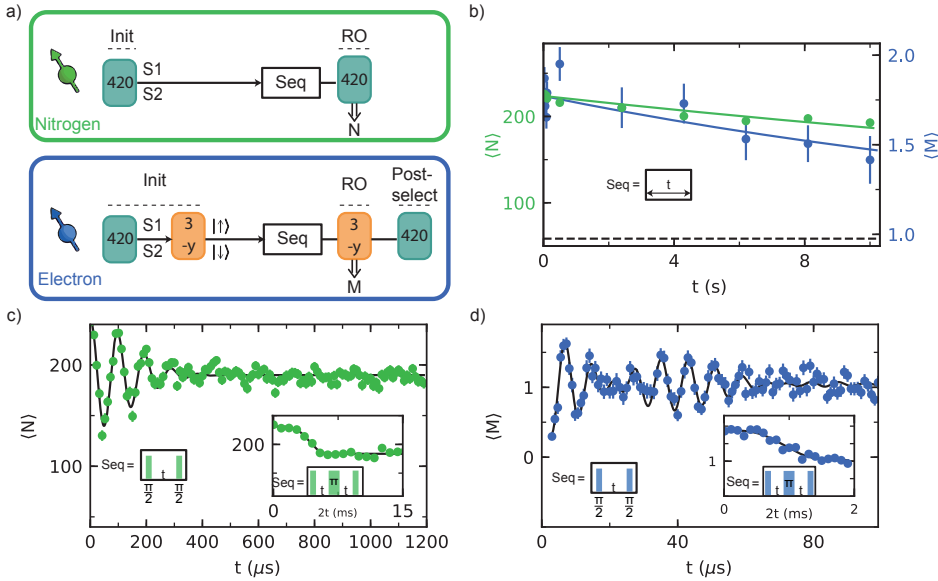 a)
Init
RO
420
S1
S2
Seq
420
N
Nitrogen
Init
RO
Post-
select
420
S1
S2
3
-y
|↑⟩
|↓⟩
Seq
3
-y
420
M
Electron
b)
⟨N⟩
200
100
2.0
1.5
1.0
⟨M⟩
Seq =
t
0
4
8
t (s)
c)
⟨N⟩
200
100
Seq=
t
π/2
π/2
200
Seq=
t
π
t
0
2t (ms)
15
0
200
400
600
800
1000
1200
t (μs)
d)
⟨M⟩
1
0
Seq=
t
π/2
π/2
1
Seq=
t
π
t
0
2t (ms)
2
0
40
80
t (μs)